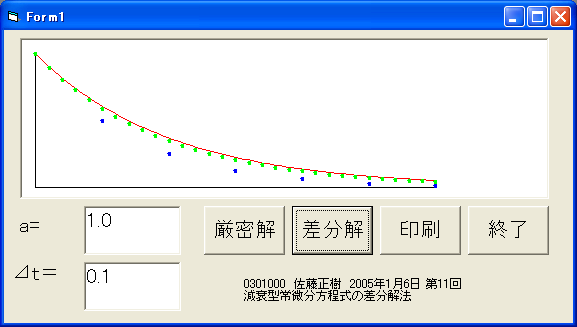 Form1
a=
1.0
厳密解
差分解
印刷
終了
⊿t=
0.1
0301000 佐藤正樹 2005年1月6日 第11回
減衰型常微分方程式の差分解法